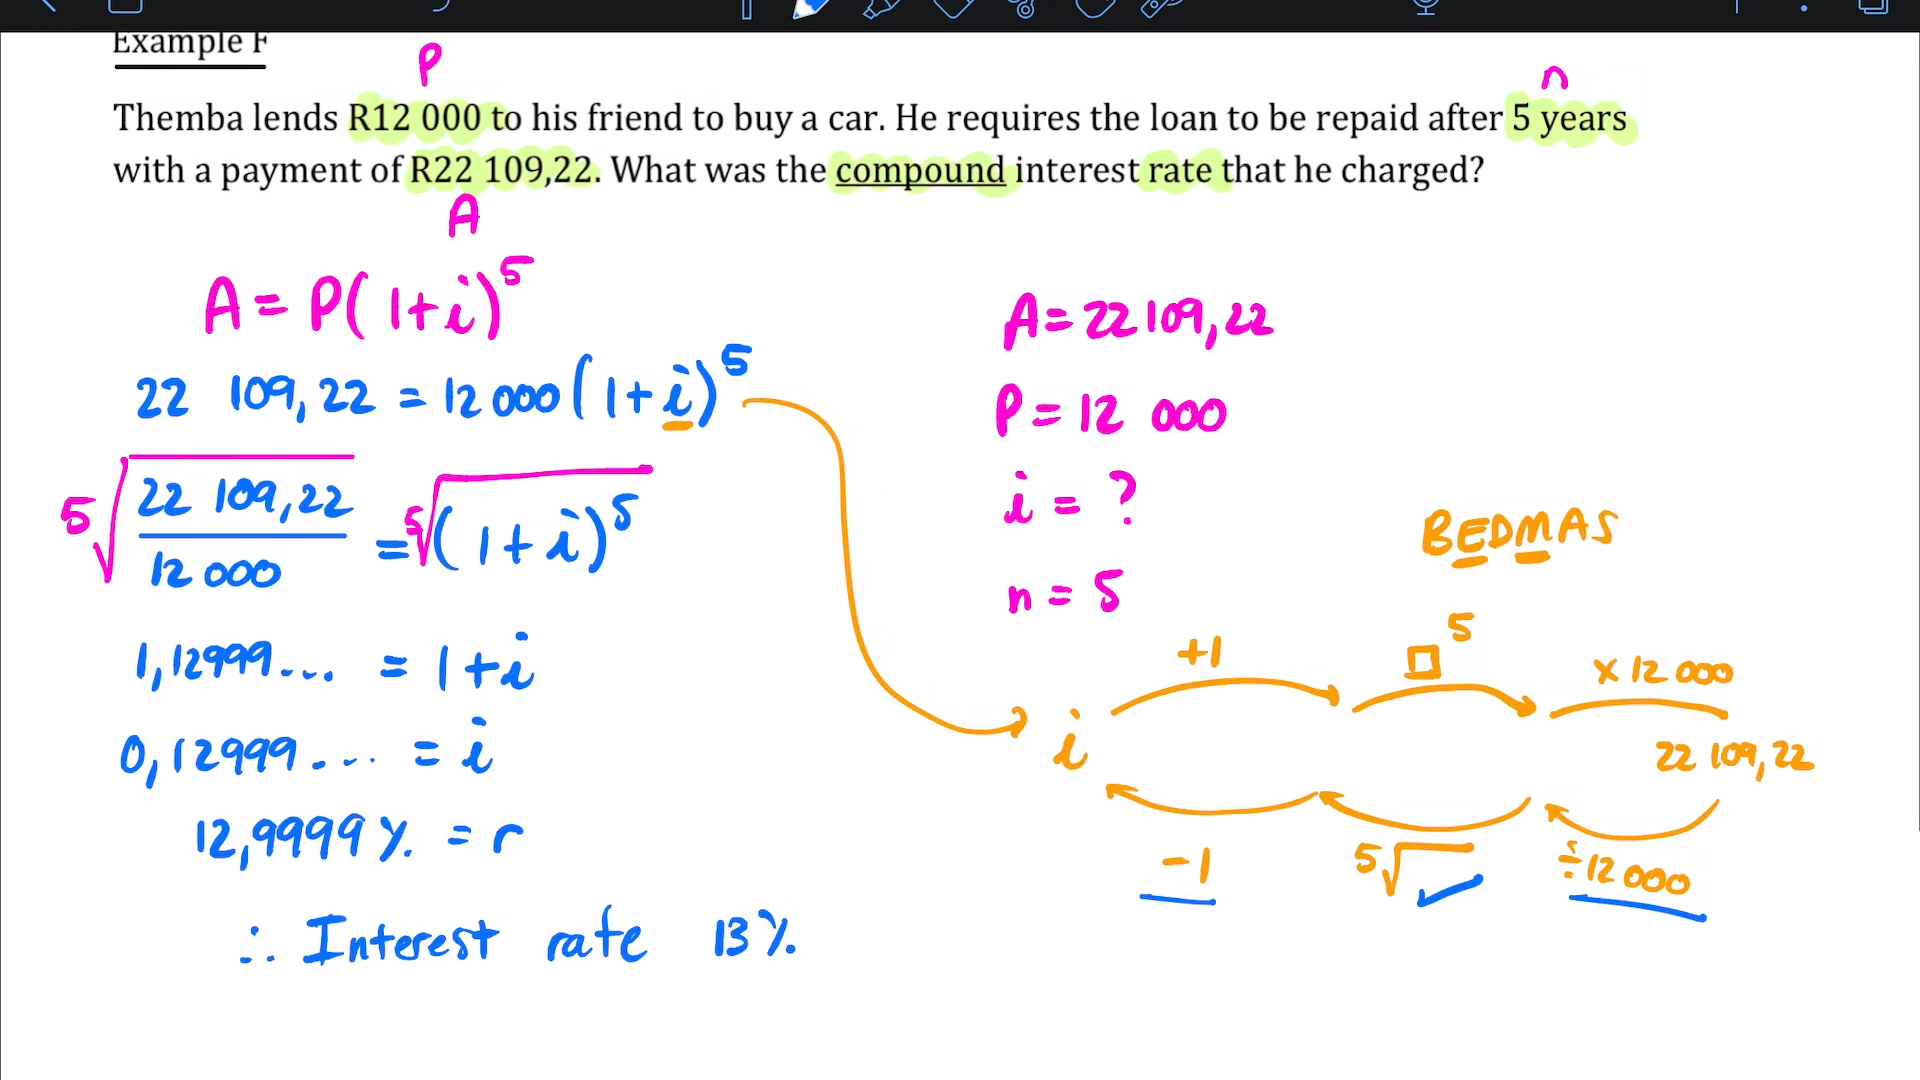 Example F
P
n
Themba lends R12 000 to his friend to buy a car. He requires the loan to be repaid after 5 years
with a payment of R22 109,22. What was the compound interest rate that he charged?
A
A = P(1+i)^5
22 109,22 = 12 000(1+i)^5
5√(22 109,22 / 12 000) = 5√(1+i)^5
1,12999... = 1+i
0,12999... = i
12,9999% = r
∴ Interest rate 13%
A = 22 109,22
P = 12 000
i = ?
n = 5
BEDMAS
+1
□^5
× 12 000
i
22 109,22
-1
5√
÷12 000